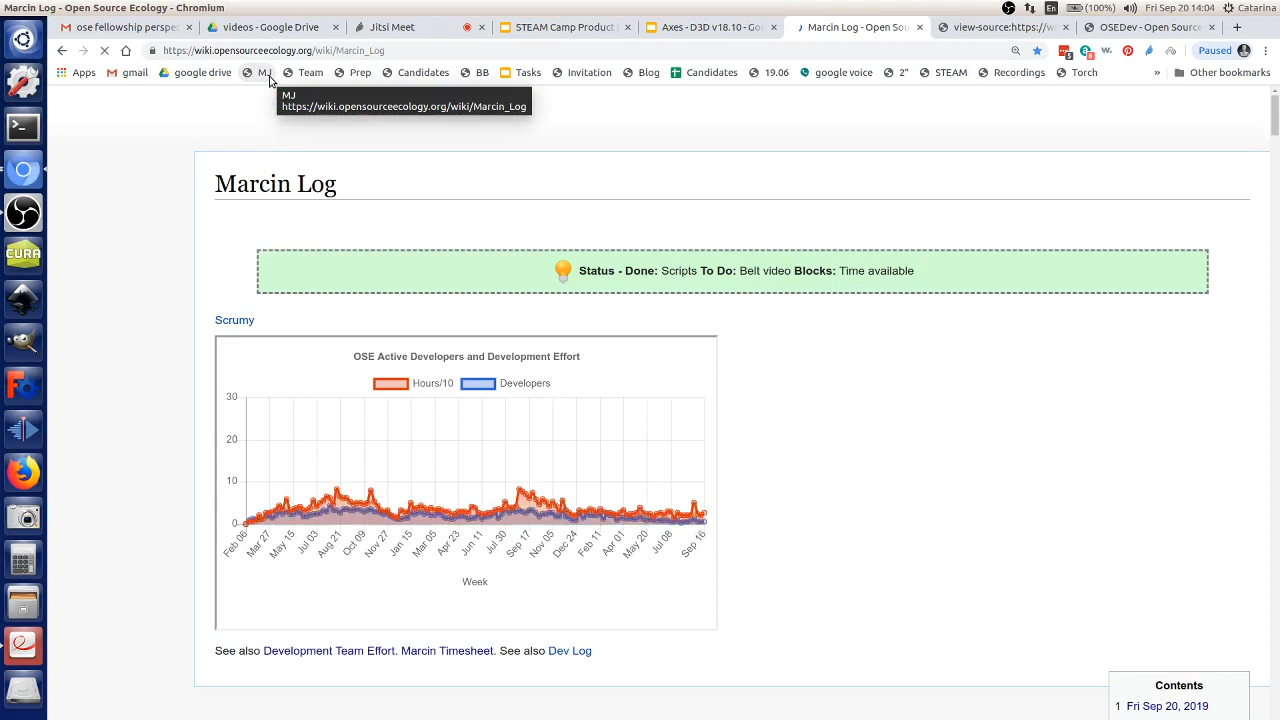 Marcin Log - Open Source Ecology - Chromium
En (100%) Fri Sep 20 14:04 Catarina
ose fellowship perspe videos - Google Drive Jitsi Meet STEAM Camp Product Axes - D3D v18.12 - Goo Marcin Log - Open Sou view-source:https://wi OSEDev - Open Source
https://wiki.opensourceecology.org/wiki/Marcin_Log Paused
Apps gmail google drive MJ Team Prep Candidates BB Tasks Invitation Blog Candidates 19.06 google voice 2" STEAM Recordings Torch » Other bookmarks
MJ
https://wiki.opensourceecology.org/wiki/Marcin_Log
CURA
Marcin Log
Status - Done: Scripts To Do: Belt video Blocks: Time available
Scrumy
OSE Active Developers and Development Effort
Hours/10 Developers
30
20
10
0
Feb 06 Mar 27 May 15 Jul 03 Aug 21 Oct 09 Nov 27 Jan 15 Mar 05 Apr 23 Jun 11 Jul 30 Sep 17 Dec 24 Feb 11 Apr 01 May 20 Jul 08
Week
See also Development Team Effort. Marcin Timesheet. See also Dev Log
Contents
1 Fri Sep 20, 2019